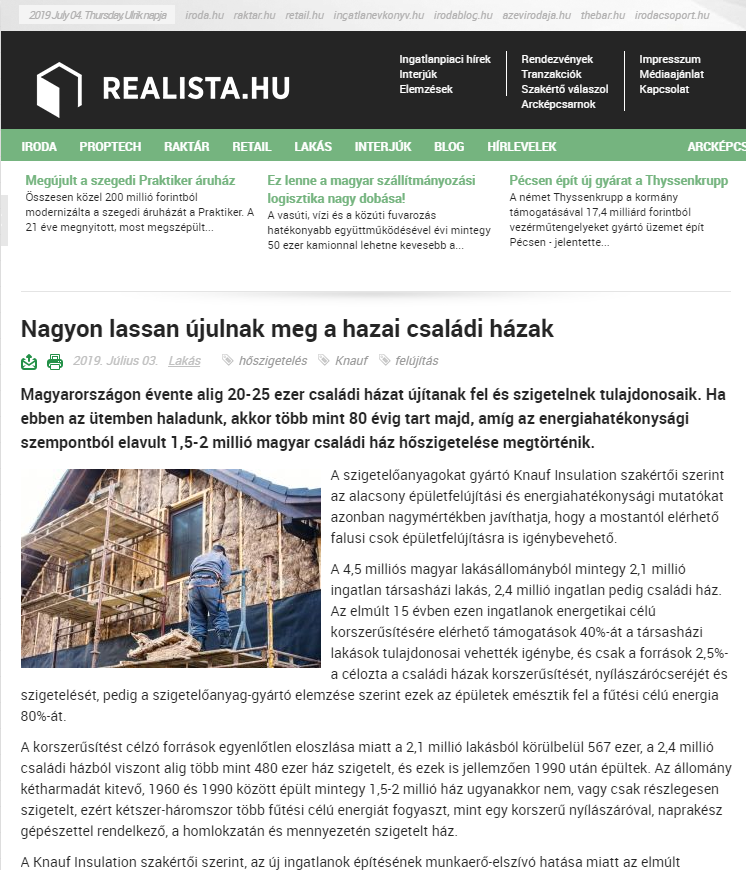 2019 July 04. Thursday, Ulrik napja iroda.hu raktar.hu retail.hu ingatlanevkonyv.hu irodablog.hu azevirodaja.hu thebar.hu irodacsoport.hu
REALISTA.HU
Ingatlanpiaci hírek
Interjúk
Elemzések
Rendezvények
Tranzakciók
Szakértő válaszol
Arcképcsarnok
Impresszum
Médiaajánlat
Kapcsolat
IRODA PROPTECH RAKTÁR RETAIL LAKÁS INTERJÚK BLOG HÍRLEVELEK ARCKÉPCS
Megújult a szegedi Praktiker áruház
Összesen közel 200 millió forintból
modernizálta a szegedi áruházát a Praktiker. A
21 éve megnyitott, most megszépült...
Ez lenne a magyar szállítmányozási
logisztika nagy dobása!
A vasúti, vízi és a közúti fuvarozás
hatékonyabb együttműködésével évi mintegy
50 ezer kamionnal lehetne kevesebb a...
Pécsen épít új gyárat a Thyssenkrupp
A német Thyssenkrupp a kormány
támogatásával 17,4 milliárd forintból
vezérműtengelyeket gyártó üzemet épít
Pécsen - jelentette...
Nagyon lassan újulnak meg a hazai családi házak
2019. Július 03. Lakás hőszigetelés Knauf felújítás
Magyarországon évente alig 20-25 ezer családi házat újítanak fel és szigetelnek tulajdonosaik. Ha
ebben az ütemben haladunk, akkor több mint 80 évig tart majd, amíg az energiahatékonysági
szempontból elavult 1,5-2 millió magyar családi ház hőszigetelése megtörténik.
A szigetelőanyagokat gyártó Knauf Insulation szakértői szerint
az alacsony épületfelújítási és energiahatékonysági mutatókat
azonban nagymértékben javíthatja, hogy a mostantól elérhető
falusi csok épületfelújításra is igénybevehető.
A 4,5 milliós magyar lakásállományból mintegy 2,1 millió
ingatlan társasházi lakás, 2,4 millió ingatlan pedig családi ház.
Az elmúlt 15 évben ezen ingatlanok energetikai célú
korszerűsítésére elérhető támogatások 40%-át a társasházi
lakások tulajdonosai vehették igénybe, és csak a források 2,5%-
a célozta a családi házak korszerűsítését, nyílászárócseréjét és
szigetelését, pedig a szigetelőanyag-gyártó elemzése szerint ezek az épületek emésztik fel a fűtési célú energia
80%-át.
A korszerűsítést célzó források egyenlőtlen eloszlása miatt a 2,1 millió lakásból körülbelül 567 ezer, a 2,4 millió
családi házból viszont alig több mint 480 ezer ház szigetelt, és ezek is jellemzően 1990 után épültek. Az állomány
kétharmadát kitevő, 1960 és 1990 között épült mintegy 1,5-2 millió ház ugyanakkor nem, vagy csak részlegesen
szigetelt, ezért kétszer-háromszor több fűtési célú energiát fogyaszt, mint egy korszerű nyílászáróval, naprakész
gépészettel rendelkező, a homlokzatán és mennyezetén szigetelt ház.
A Knauf Insulation szakértői szerint, az új ingatlanok építésének munkaerő-elszívó hatása miatt az elmúlt